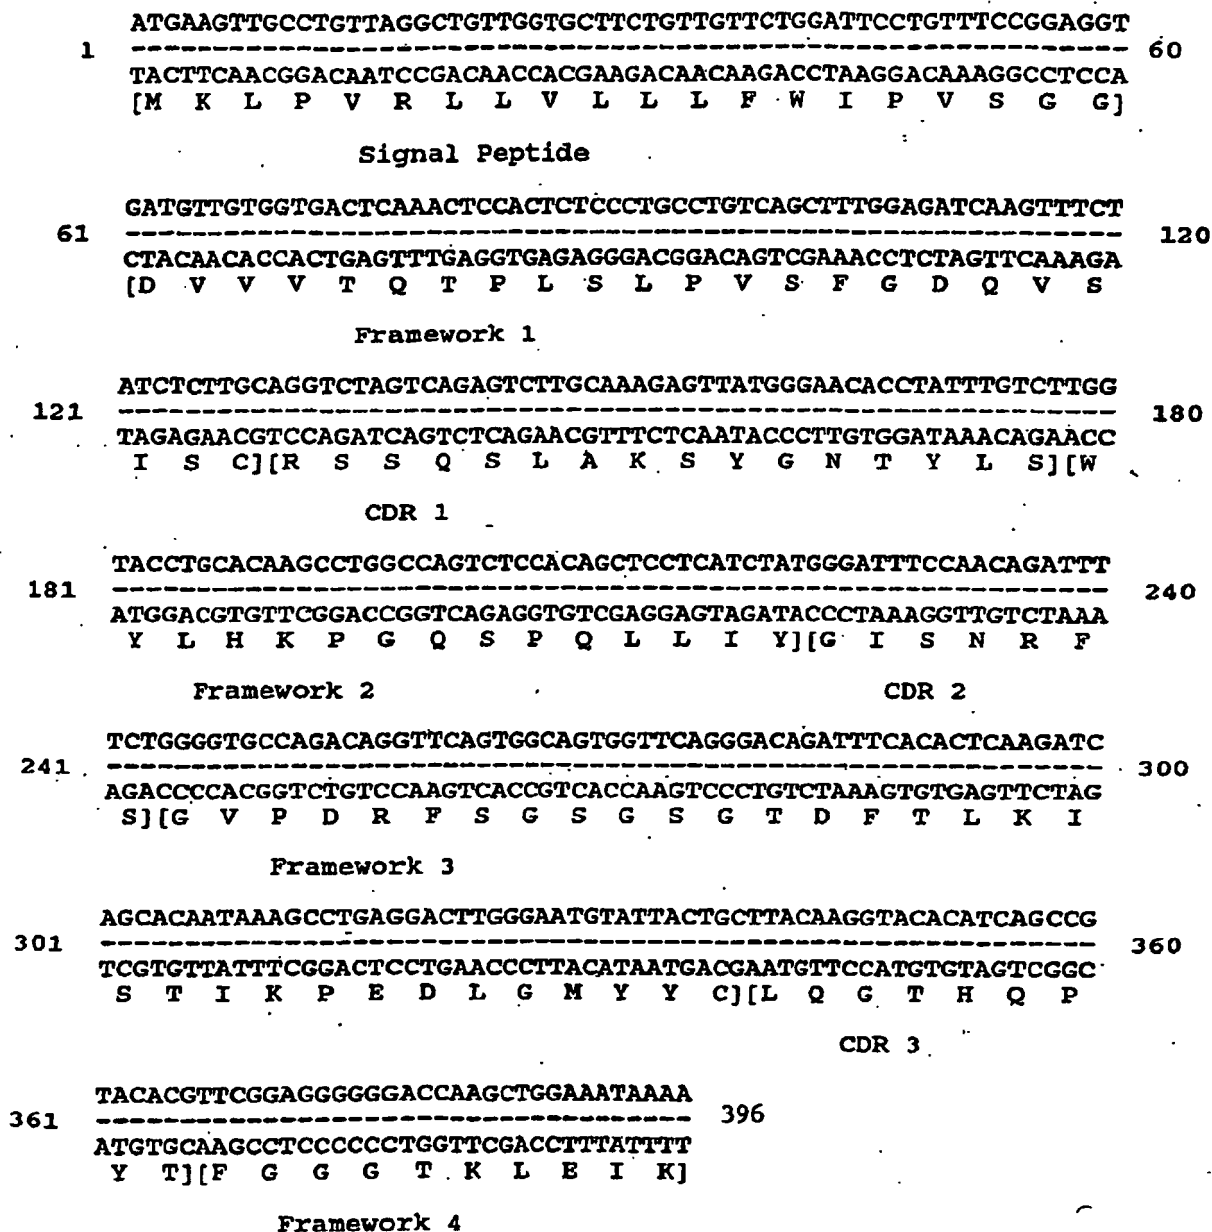 ATGAAGTTGCCTGTTAGGCTGTTGGTGCTTCTGTTGTTCTGGATTCCTGTTTCCGGAGGT
1 ------------------------------------------------------------ 60
TACTTCAACGGACAATCCGACAACCACGAAGACAACAAGACCTAAGGACAAAGGCCTCCA
[M K L P V R L L V L L L F W I P V S G G]
Signal Peptide
GATGTTGTGGTGACTCAAACTCCACTCTCCCTGCCTGTCAGCTTTGGAGATCAAGTTTCT
61 ------------------------------------------------------------ 120
CTACAACACCACTGAGTTTGAGGTGAGAGGGACGGACAGTCGAAACCTCTAGTTCAAAGA
[D V V V T Q T P L S L P V S F G D Q V S
Framework 1
ATCTCTTGCAGGTCTAGTCAGAGTCTTGCAAAGAGTTATGGGAACACCTATTTGTCTTGG
121 ------------------------------------------------------------ 180
TAGAGAACGTCCAGATCAGTCTCAGAACGTTTCTCAATACCCTTGTGGATAAACAGAACC
I S C][R S S Q S L A K S Y G N T Y L S][W
CDR 1
TACCTGCACAAGCCTGGCCAGTCTCCACAGCTCCTCATCTATGGGATTTCCAACAGATTT
181 ------------------------------------------------------------ 240
ATGGACGTGTTCGGACCGGTCAGAGGTGTCGAGGAGTAGATACCCTAAAGGTTGTCTAAA
Y L H K P G Q S P Q L L I Y][G I S N R F
Framework 2 CDR 2
TCTGGGGTGCCAGACAGGTTCAGTGGCAGTGGTTCAGGGACAGATTTCACACTCAAGATC
241 ------------------------------------------------------------ 300
AGACCCCACGGTCTGTCCAAGTCACCGTCACCAAGTCCCTGTCTAAAGTGTGAGTTCTAG
S][G V P D R F S G S G S G T D F T L K I
Framework 3
AGCACAATAAAGCCTGAGGACTTGGGAATGTATTACTGCTTACAAGGTACACATCAGCCG
301 ------------------------------------------------------------ 360
TCGTGTTATTTCGGACTCCTGAACCCTTACATAATGACGAATGTTCCATGTGTAGTCGGC
S T I K P E D L G M Y Y C][L Q G T H Q P
CDR 3
TACACGTTCGGAGGGGGGACCAAGCTGGAAATAAAA
361 ------------------------------------ 396
ATGTGCAAGCCTCCCCCCTGGTTCGACCTTTATTTT
Y T][F G G G T K L E I K]
Framework 4